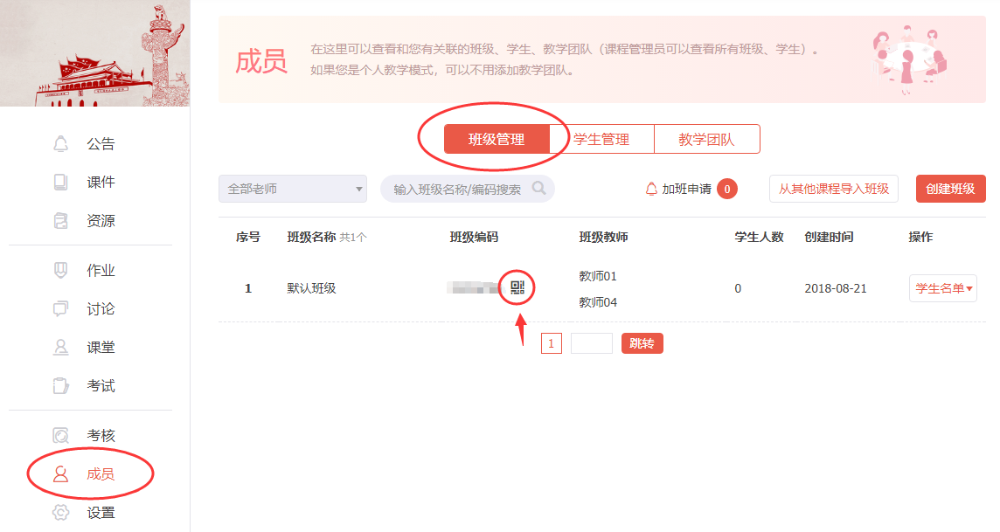 成员
在这里可以查看和您有关联的班级、学生、教学团队（课程管理员可以查看所有班级、学生）。
如果您是个人教学模式，可以不用添加教学团队。
公告
课件
资源
作业
讨论
课堂
考试
考核
成员
设置
班级管理 学生管理 教学团队
全部老师 输入班级名称/编码搜索 加班申请 0 从其他课程导入班级 创建班级
序号 班级名称 共1个 班级编码 班级教师 学生人数 创建时间 操作
1 默认班级 教师01 0 2018-08-21 学生名单
教师04
1 跳转